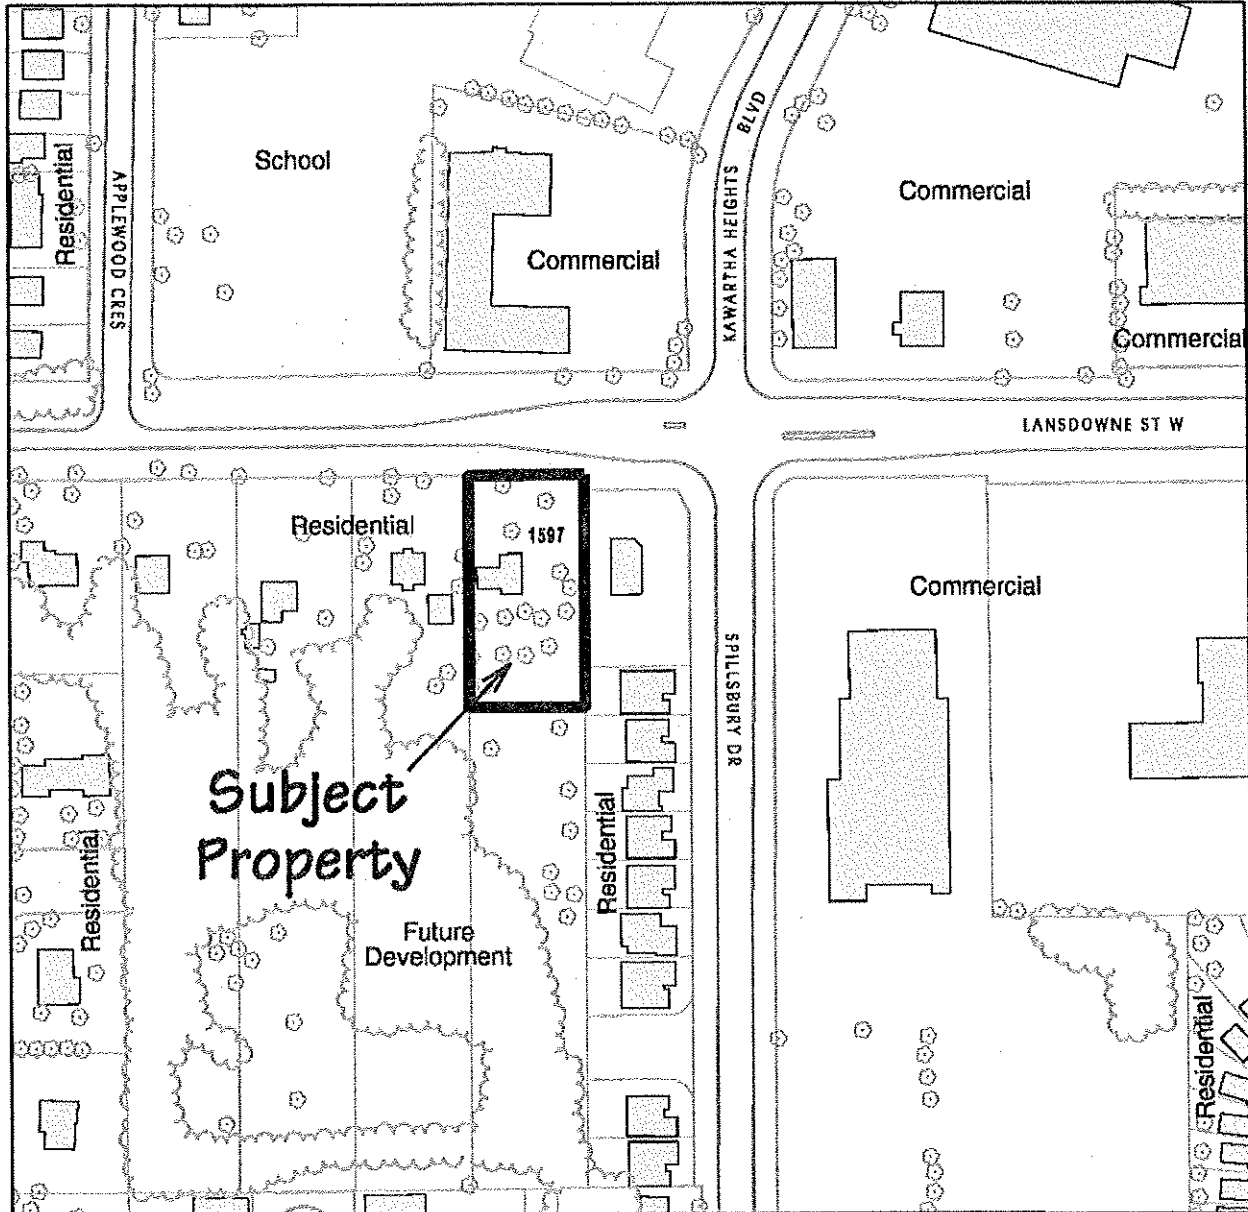 BLVD
School
Residential
APPLEWOOD CRES
KAWARTHA HEIGHTS
Commercial
Commercial
Commercial
LANSDOWNE ST W
Residential
1597
Commercial
SPILLSBURY DR
Subject
Property
Residential
Residential
Future
Development
Residential